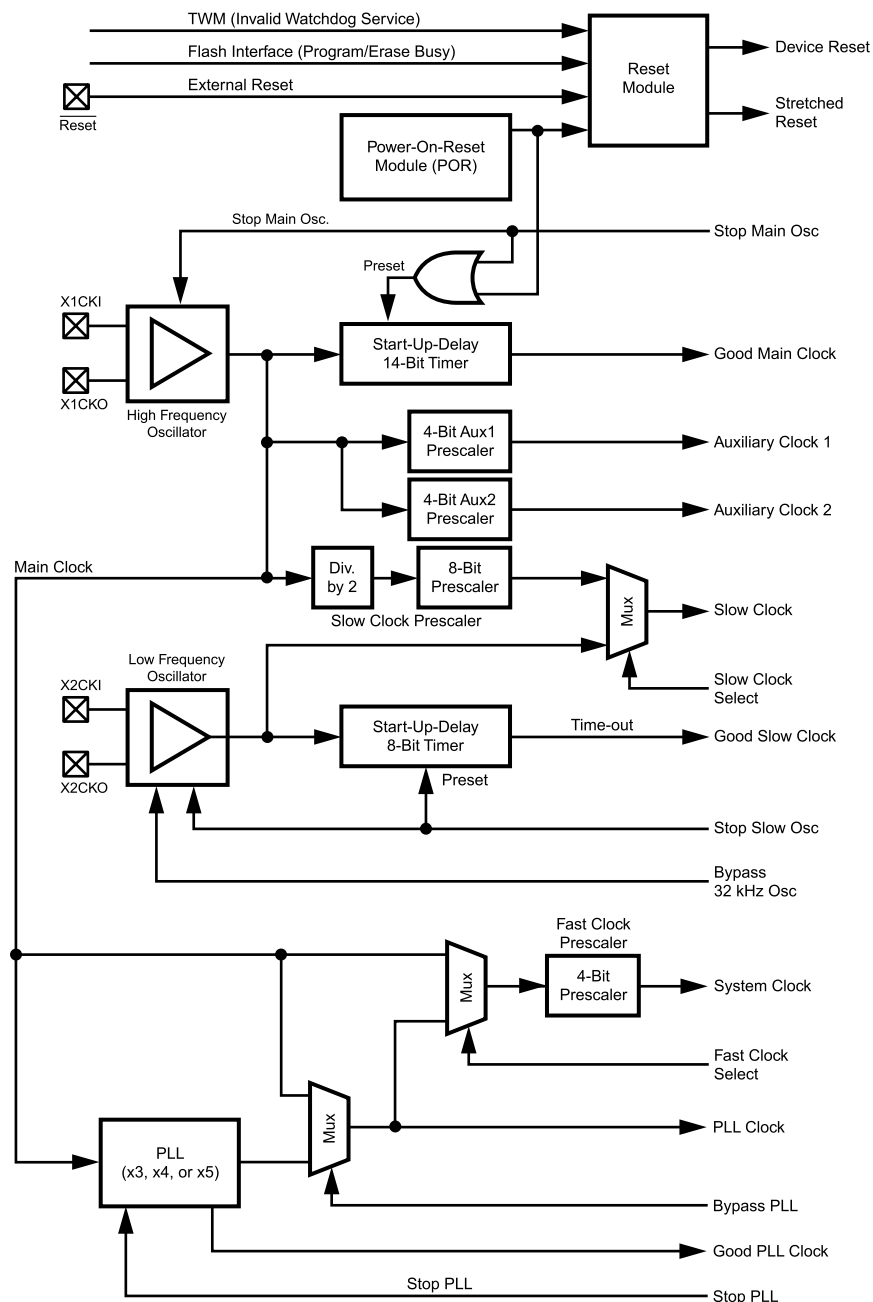 TWM (Invalid Watchdog Service)
Flash Interface (Program/Erase Busy)
External Reset
Reset
Reset
Module
Device Reset
Stretched
Reset
Power-On-Reset
Module (POR)
Stop Main Osc.
Stop Main Osc
Preset
X1CKI
X1CKO
High Frequency
Oscillator
Start-Up-Delay
14-Bit Timer
Good Main Clock
4-Bit Aux1
Prescaler
Auxiliary Clock 1
4-Bit Aux2
Prescaler
Auxiliary Clock 2
Main Clock
Div.
by 2
8-Bit
Prescaler
Slow Clock Prescaler
Mux
Slow Clock
Slow Clock
Select
Low Frequency
Oscillator
X2CKI
X2CKO
Start-Up-Delay
8-Bit Timer
Time-out
Good Slow Clock
Preset
Stop Slow Osc
Bypass
32 kHz Osc
Fast Clock
Prescaler
Mux
4-Bit
Prescaler
System Clock
Fast Clock
Select
Mux
PLL Clock
PLL
(x3, x4, or x5)
Bypass PLL
Good PLL Clock
Stop PLL
Stop PLL